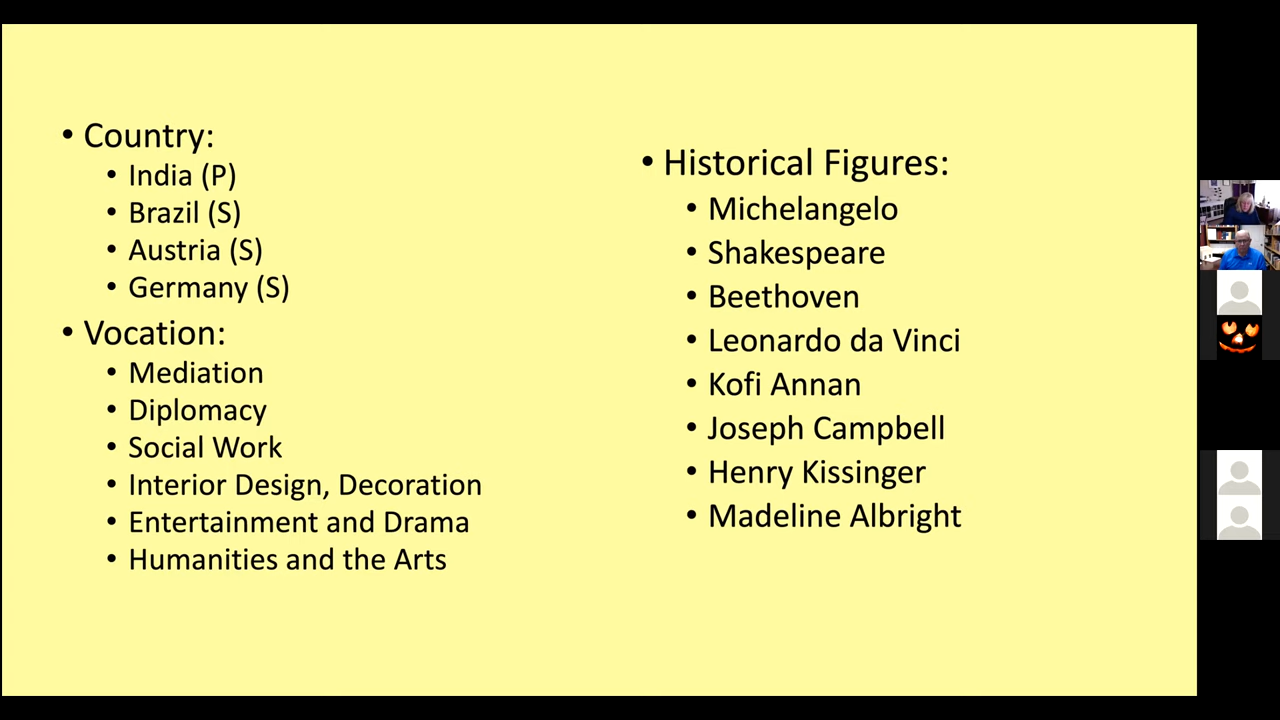 • Country:
• India (P)
• Brazil (S)
• Austria (S)
• Germany (S)
• Vocation:
• Mediation
• Diplomacy
• Social Work
• Interior Design, Decoration
• Entertainment and Drama
• Humanities and the Arts
• Historical Figures:
• Michelangelo
• Shakespeare
• Beethoven
• Leonardo da Vinci
• Kofi Annan
• Joseph Campbell
• Henry Kissinger
• Madeline Albright